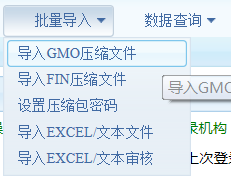 批量导入 数据查询
导入GMO压缩文件
导入FIN压缩文件
导入GMO
设置压缩包密码
导入EXCEL/文本文件 录机构
导入EXCEL/文本审核 上次登